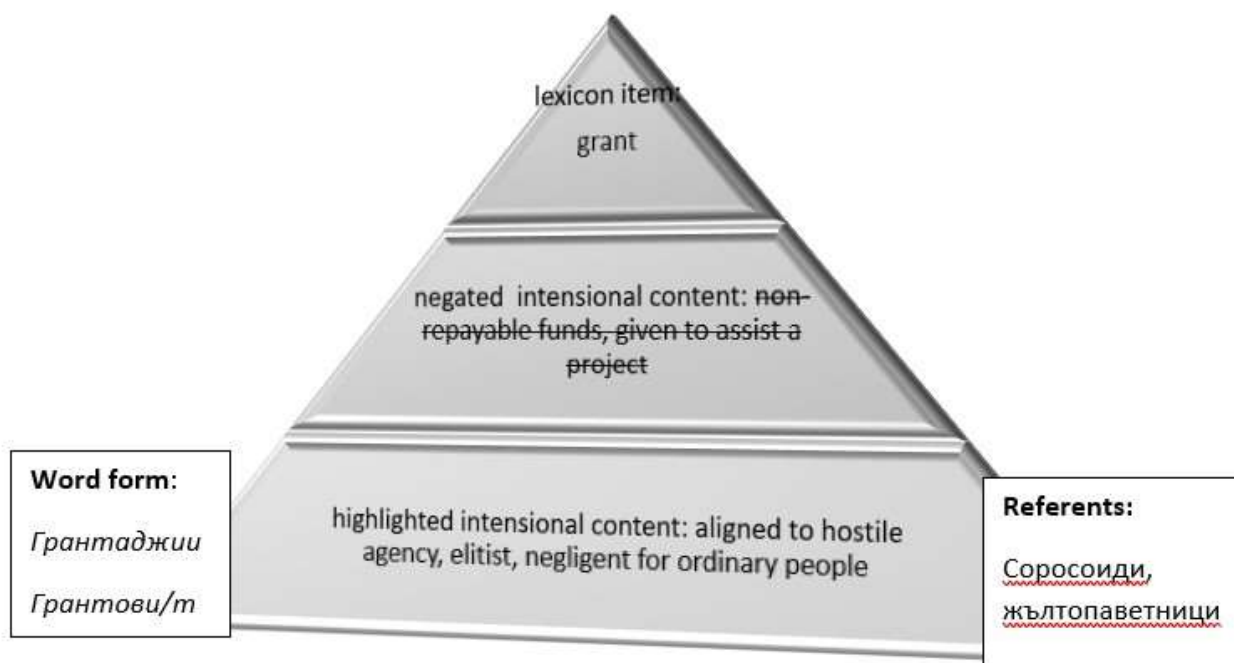 lexicon item:
grant
negated intensional content: non-
repayable funds, given to assist a
project
highlighted intensional content: aligned to hostile
agency, elitist, negligent for ordinary people
Word form:
Грантаджии
Грантови/т
Referents:
Соросоиди,
жълтопаветници